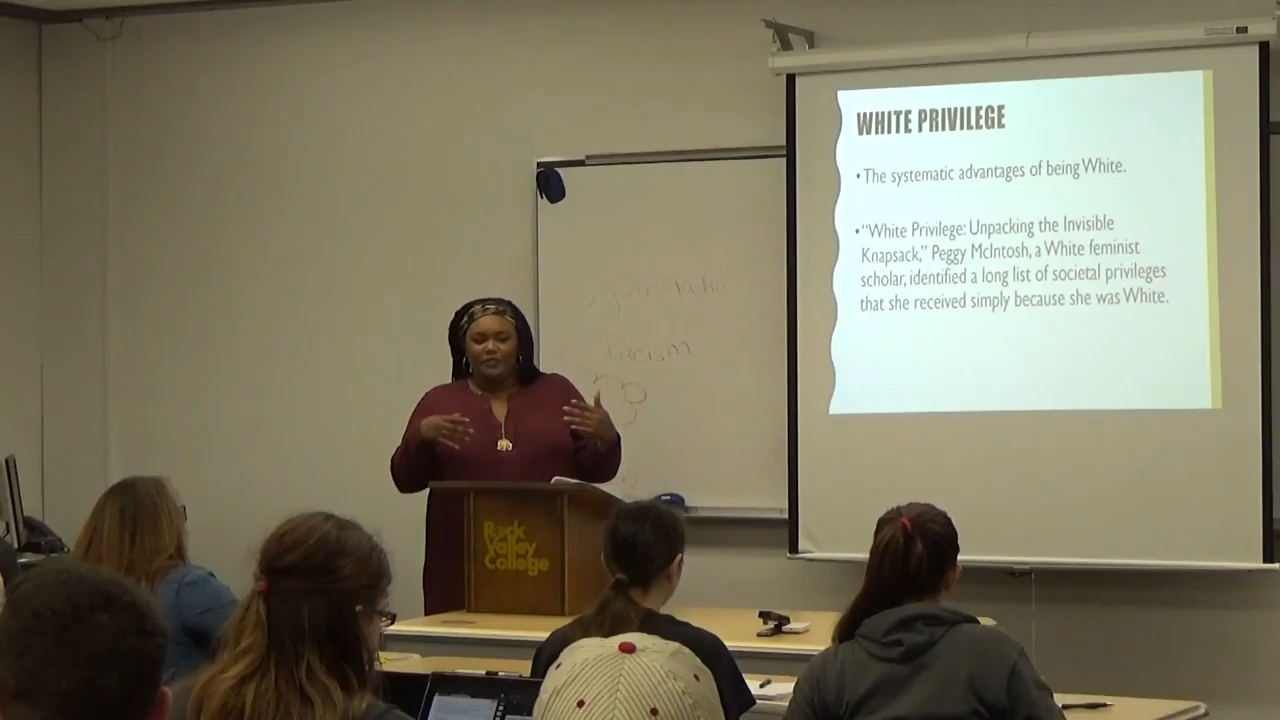 WHITE PRIVILEGE
• The systematic advantages of being White.
• “White Privilege: Unpacking the Invisible
Knapsack,” Peggy McIntosh, a White feminist
scholar, identified a long list of societal privileges
that she received simply because she was White.
racism
Rock
Valley
College